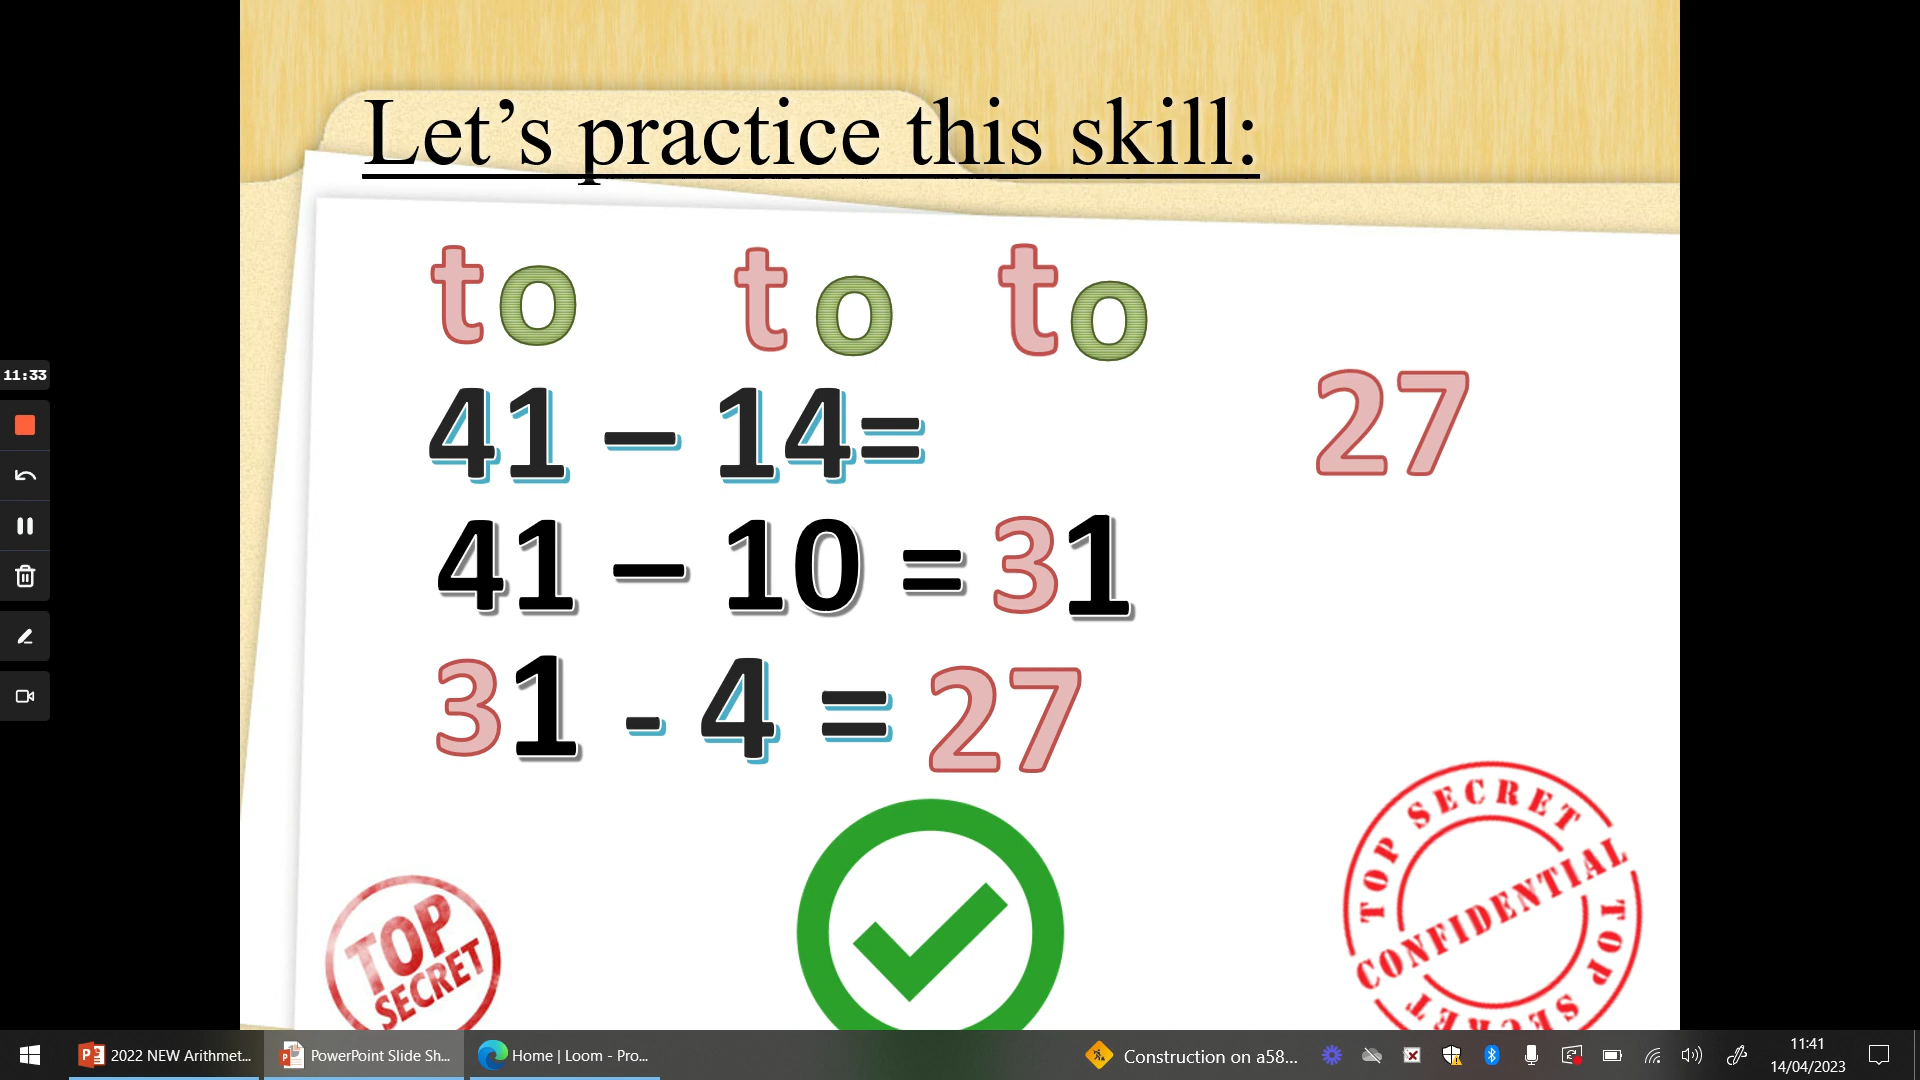 Let's practice this skill:
to to to
41 – 14= 27
41 – 10 = 31
31 - 4 = 27
TOP SECRET
TOP SECRET TOP SECRET
CONFIDENTIAL
11:33
2022 NEW Arithmet... PowerPoint Slide Sh... Home | Loom - Pro... Construction on a58... 11:41
14/04/2023